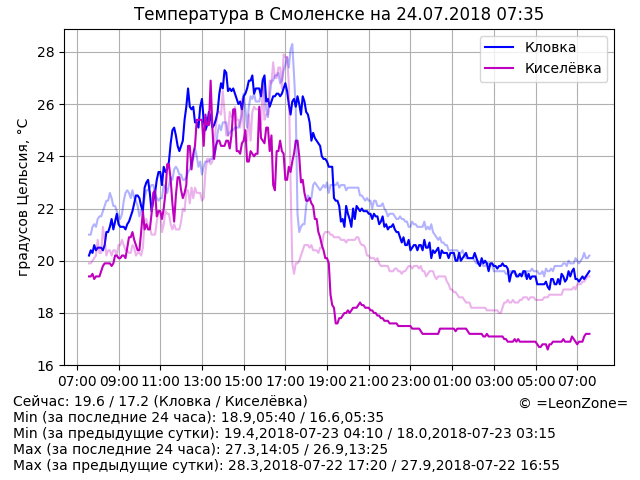 Температура в Смоленске на 24.07.2018 07:35
Кловка
Киселёвка
градусов Цельсия, °C
28
26
24
22
20
18
16
07:00 09:00 11:00 13:00 15:00 17:00 19:00 21:00 23:00 01:00 03:00 05:00 07:00
Сейчас: 19.6 / 17.2 (Кловка / Киселёвка)
© =LeonZone=
Min (за последние 24 часа): 18.9,05:40 / 16.6,05:35
Min (за предыдущие сутки): 19.4,2018-07-23 04:10 / 18.0,2018-07-23 03:15
Max (за последние 24 часа): 27.3,14:05 / 26.9,13:25
Max (за предыдущие сутки): 28.3,2018-07-22 17:20 / 27.9,2018-07-22 16:55